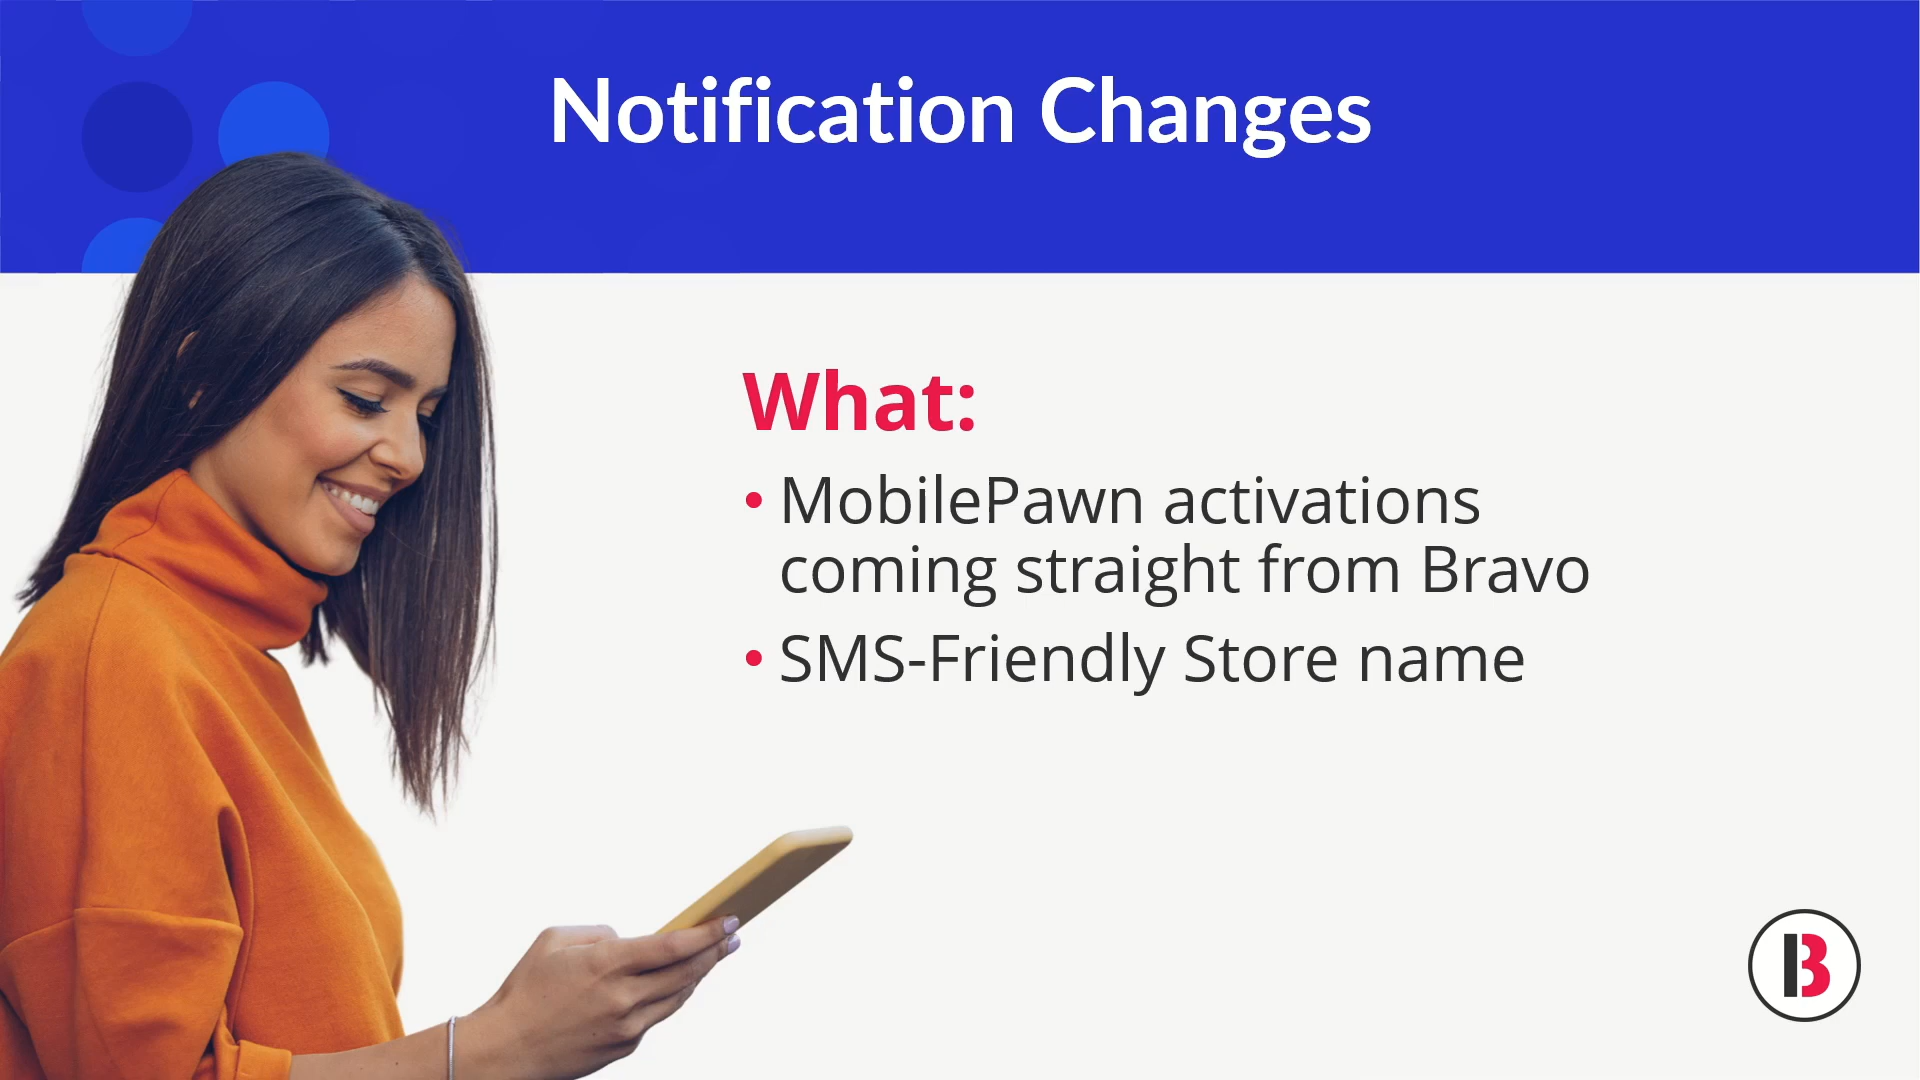 Notification Changes
What:
• MobilePawn activations
coming straight from Bravo
• SMS-Friendly Store name
B